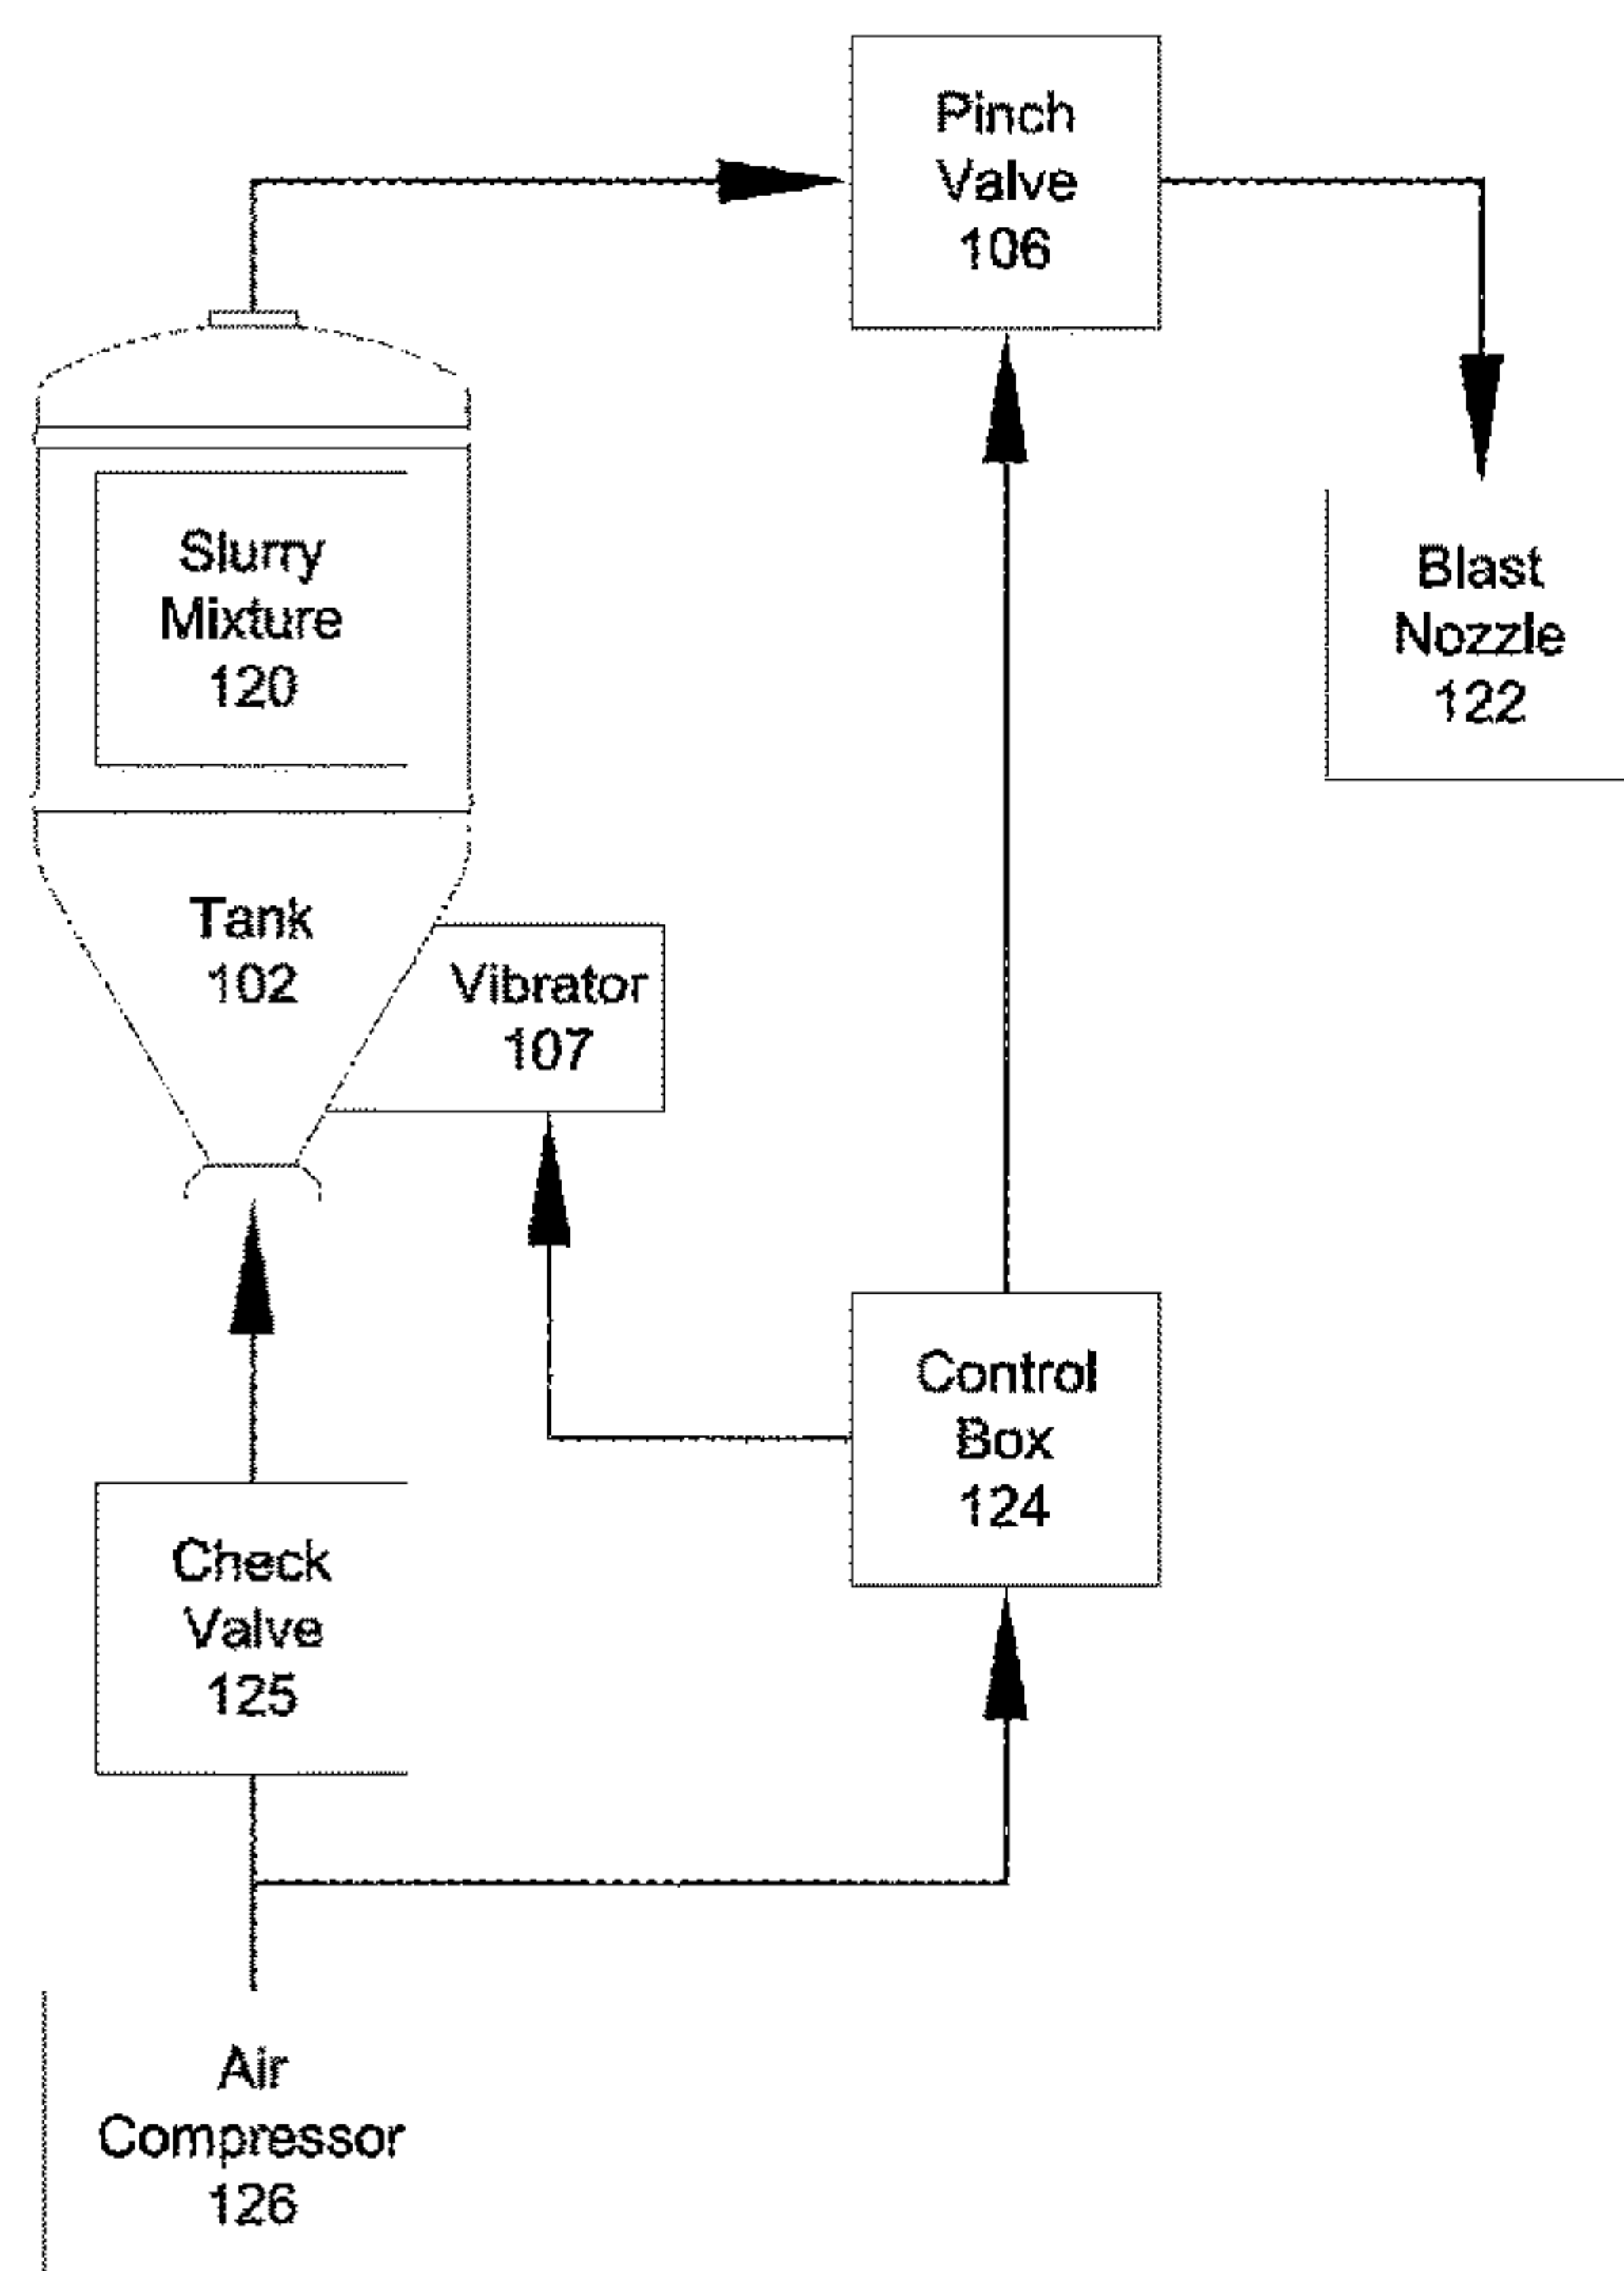 Pinch
Valve
106
Slurry
Mixture
120
Blast
Nozzle
122
Tank
102
Vibrator
107
Control
Box
124
Check
Valve
125
Air
Compressor
126